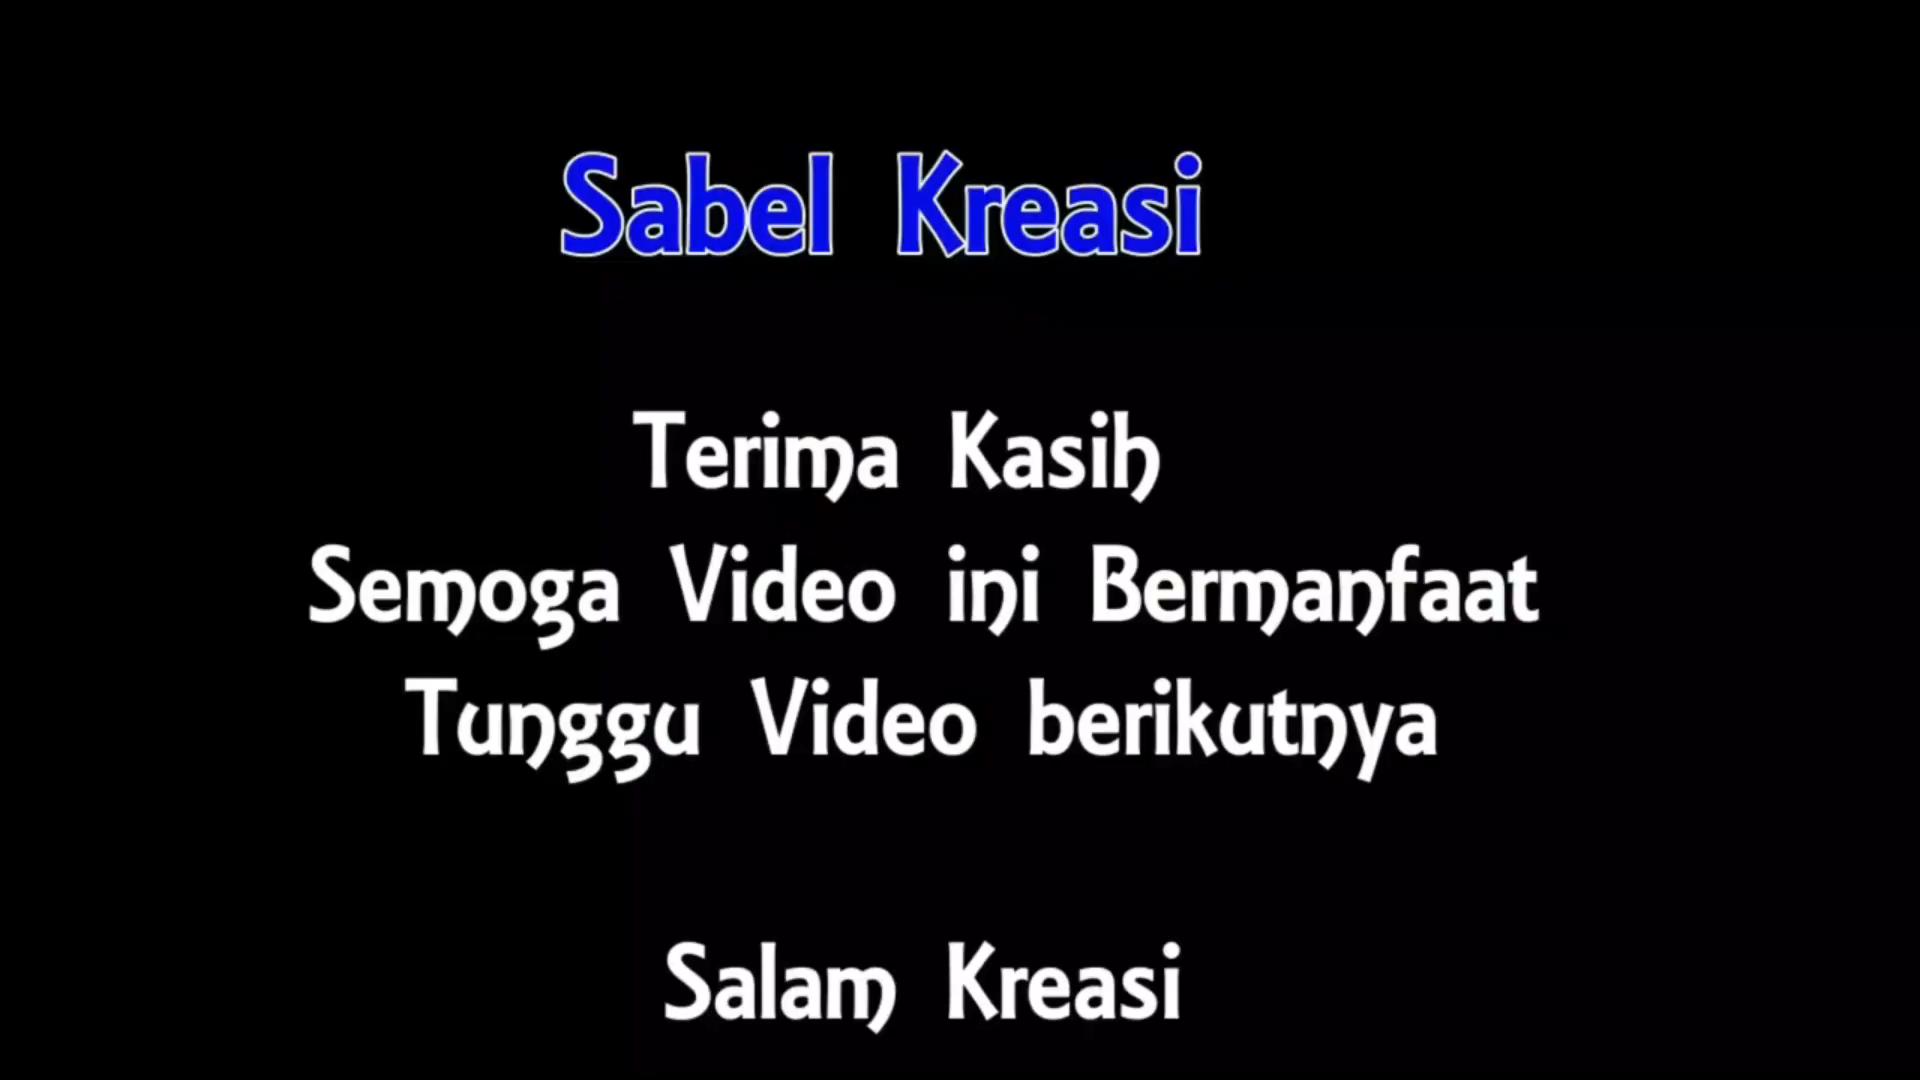 Sabel Kreasi
Terima Kasih
Semoga Video ini Bermanfaat
Tunggu Video berikutnya
Salam Kreasi